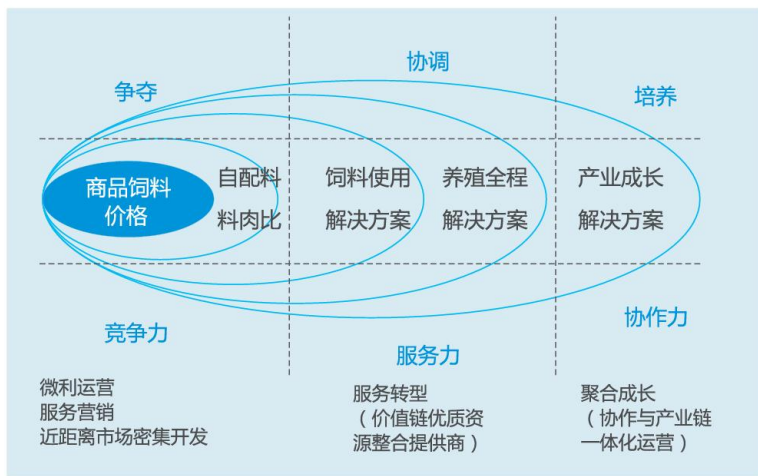 争夺
协调
培养
商品饲料
价格
自配料
料肉比
饲料使用
解决方案
养殖全程
解决方案
产业成长
解决方案
竞争力
服务力
协作力
微利运营
服务营销
近距离市场密集开发
服务转型
（价值链优质资
源整合提供商）
聚合成长
（协作与产业链
一体化运营）